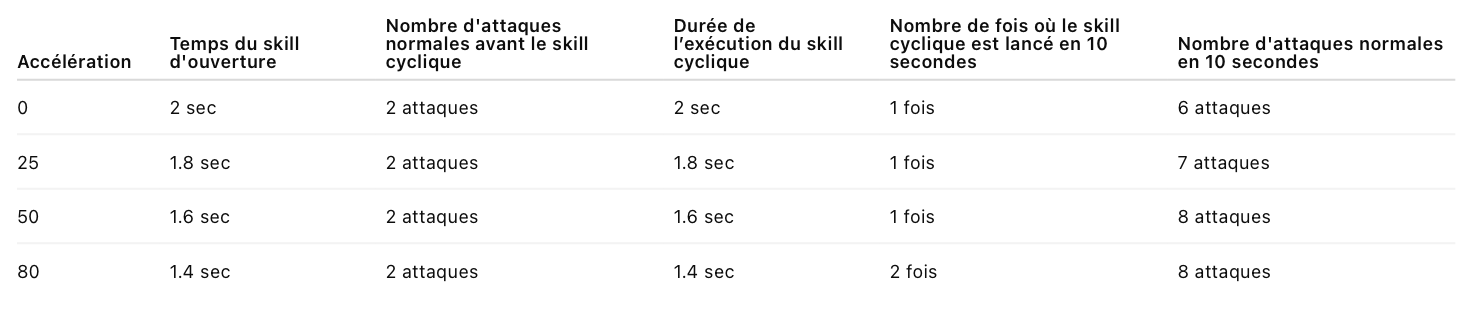 Accélération	Temps du skill d'ouverture	Nombre d'attaques normales avant le skill cyclique	Durée de l’exécution du skill cyclique	Nombre de fois où le skill cyclique est lancé en 10 secondes	Nombre d'attaques normales en 10 secondes
0	2 sec	2 attaques	2 sec	1 fois	6 attaques
25	1.8 sec	2 attaques	1.8 sec	1 fois	7 attaques
50	1.6 sec	2 attaques	1.6 sec	1 fois	8 attaques
80	1.4 sec	2 attaques	1.4 sec	2 fois	8 attaques